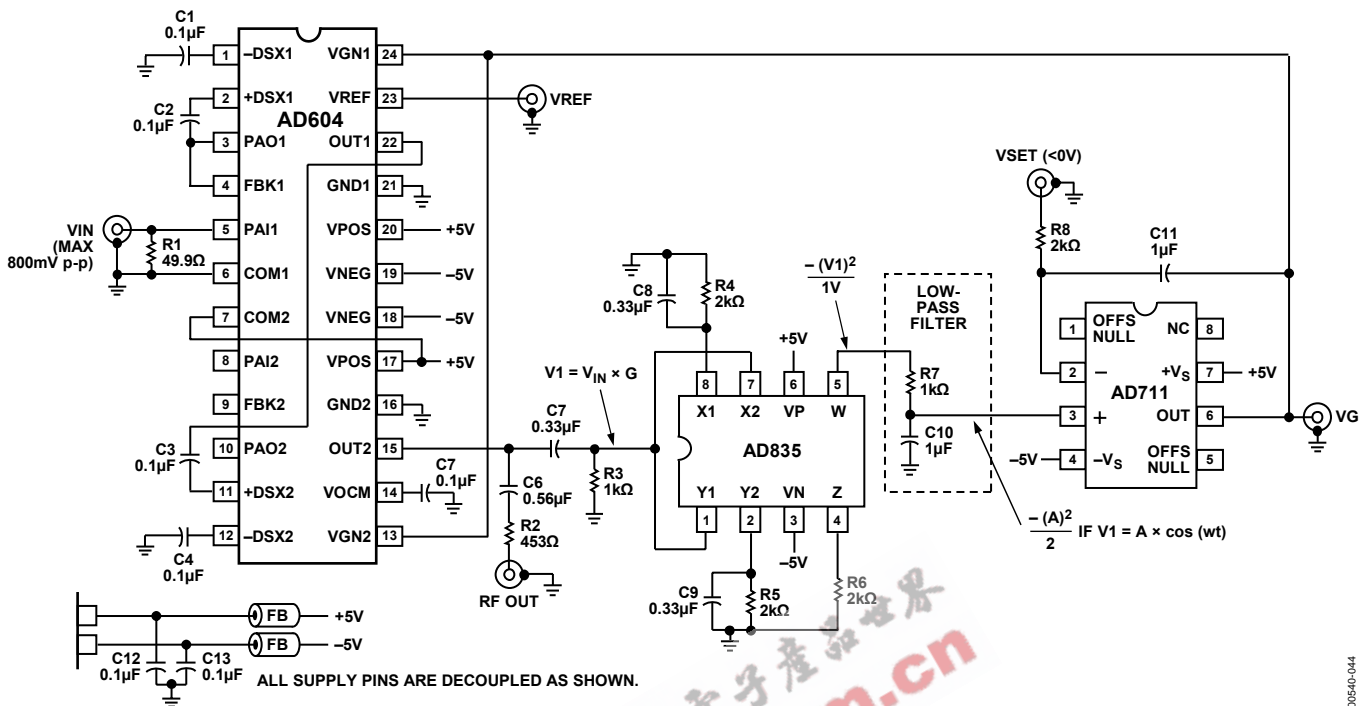 C1
0.1µF
1
–DSX1
VGN1
24
C2
0.1µF
2
+DSX1
VREF
23
VREF
AD604
3
PAO1
OUT1
22
4
FBK1
GND1
21
VIN
(MAX
800mV p-p)
R1
49.9Ω
5
PAI1
VPOS
20
+5V
6
COM1
VNEG
19
–5V
7
COM2
VNEG
18
–5V
8
PAI2
VPOS
17
+5V
9
FBK2
GND2
16
C3
0.1µF
10
PAO2
OUT2
15
11
+DSX2
VOCM
14
C7
0.1µF
12
–DSX2
VGN2
13
C4
0.1µF
C6
0.56µF
R2
453Ω
RF OUT
C7
0.33µF
R3
1kΩ
V1 = VIN × G
C8
0.33µF
R4
2kΩ
+5V
– (V1)2
1V
8
7
6
5
X1
X2
VP
W
AD835
Y1
Y2
VN
Z
1
2
3
4
–5V
C9
0.33µF
R5
2kΩ
R6
2kΩ
LOW-
PASS
FILTER
R7
1kΩ
C10
1µF
– (A)2
2
IF V1 = A × cos (wt)
VSET (<0V)
R8
2kΩ
C11
1µF
1
OFFS
NULL
NC
8
2
–
+VS
7
+5V
AD711
3
+
OUT
6
VG
–5V
4
–VS
OFFS
NULL
5
FB
+5V
FB
–5V
C12
0.1µF
C13
0.1µF
ALL SUPPLY PINS ARE DECOUPLED AS SHOWN.
00540-044